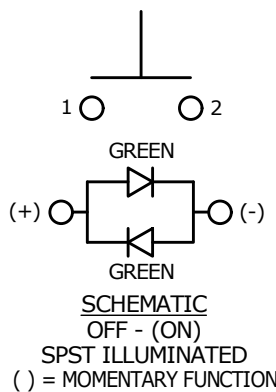 1 2
GREEN
(+) (-)
GREEN
SCHEMATIC
OFF - (ON)
SPST ILLUMINATED
( ) = MOMENTARY FUNCTION